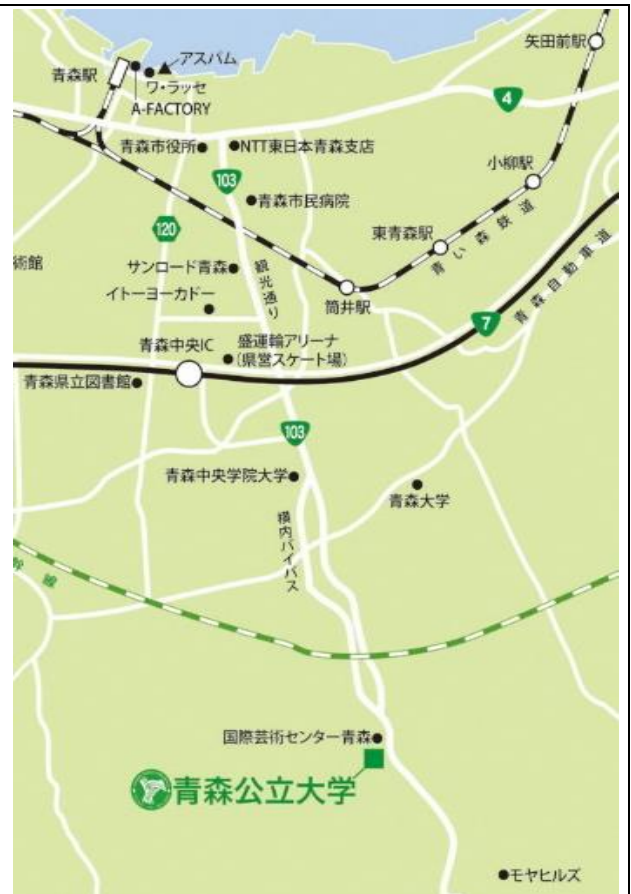 矢田前駅
アスパム
青森駅
ワ・ラッセ
A-FACTORY
4
青森市役所
NTT東日本青森支店
小柳駅
103
青森市民病院
120
東青森駅
青い森鉄道
術館
サンロード青森
観光通り
青森自動車道
イトーヨーカドー
筒井駅
7
青森中央IC
盛運輸アリーナ
(県営スケート場)
青森県立図書館
103
青森中央学院大学
青森大学
横内バイパス
幹線
国際芸術センター青森
青森公立大学
モヤヒルズ